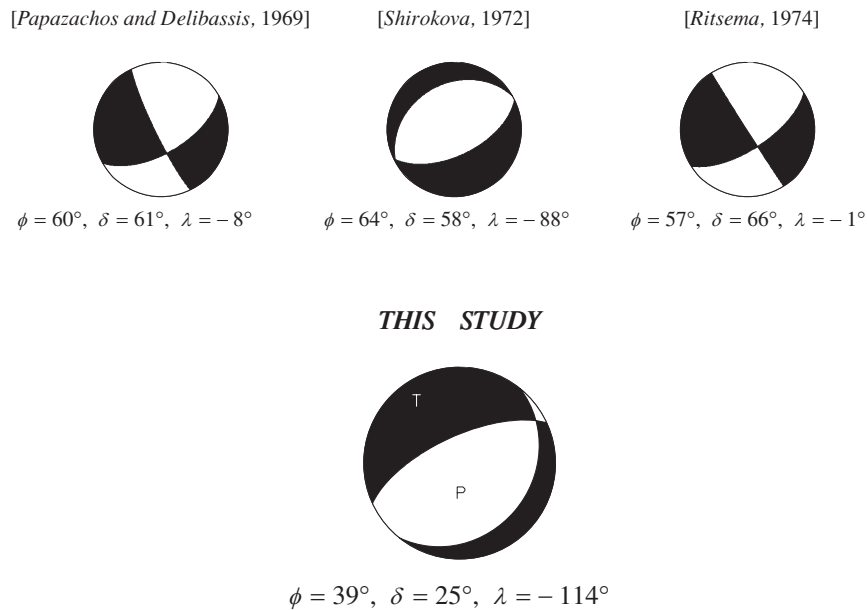 [Papazachos and Delibassis, 1969] [Shirokova, 1972] [Ritsema, 1974]
ϕ = 60°, δ = 61°, λ = − 8° ϕ = 64°, δ = 58°, λ = − 88° ϕ = 57°, δ = 66°, λ = − 1°
THIS STUDY
T
P
ϕ = 39°, δ = 25°, λ = − 114°